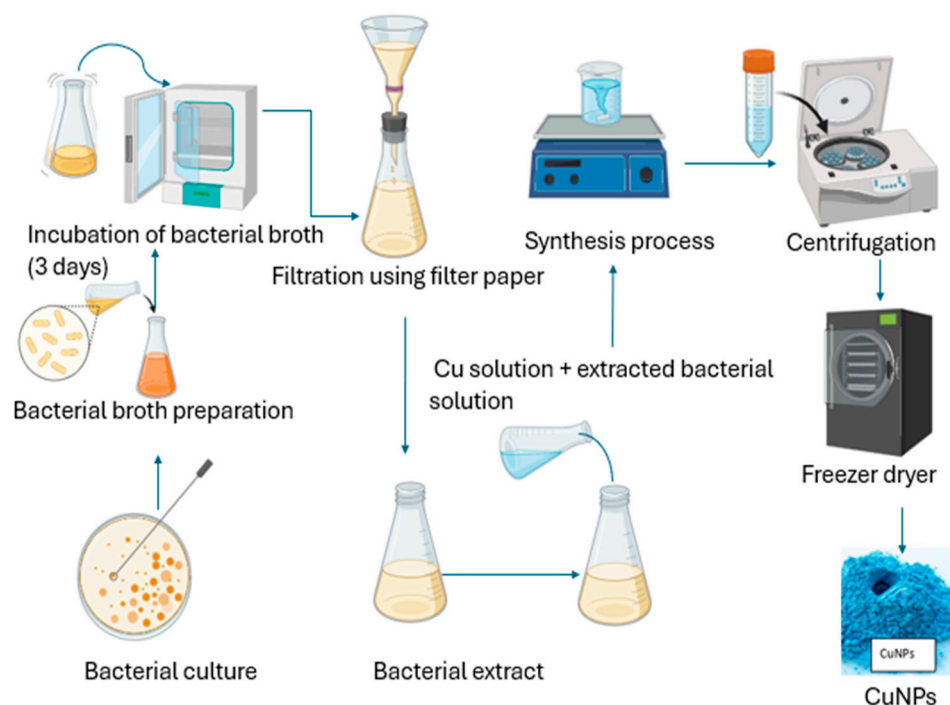 Incubation of bacterial broth
(3 days)
Filtration using filter paper
Synthesis process
Centrifugation
Bacterial broth preparation
Cu solution + extracted bacterial
solution
Freezer dryer
Bacterial culture
Bacterial extract
CuNPs
CuNPs